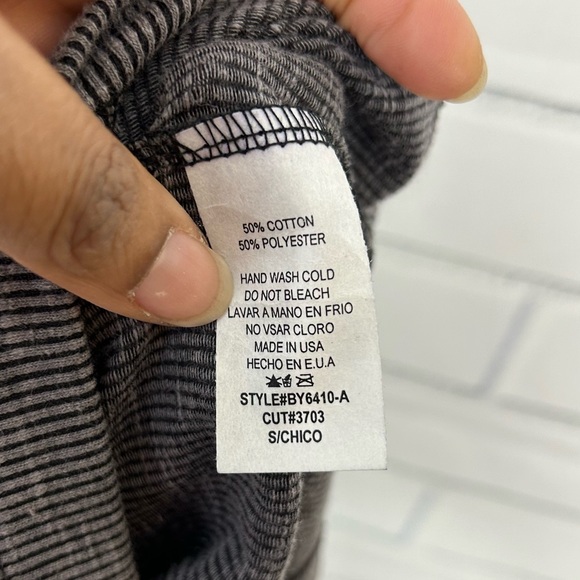 50% COTTON
50% POLYESTER
HAND WASH COLD
DO NOT BLEACH
LAVAR A MANO EN FRIO
NO VSAR CLORO
MADE IN USA
HECHO EN E.U.A
STYLE#BY6410-A
CUT#3703
S/CHICO